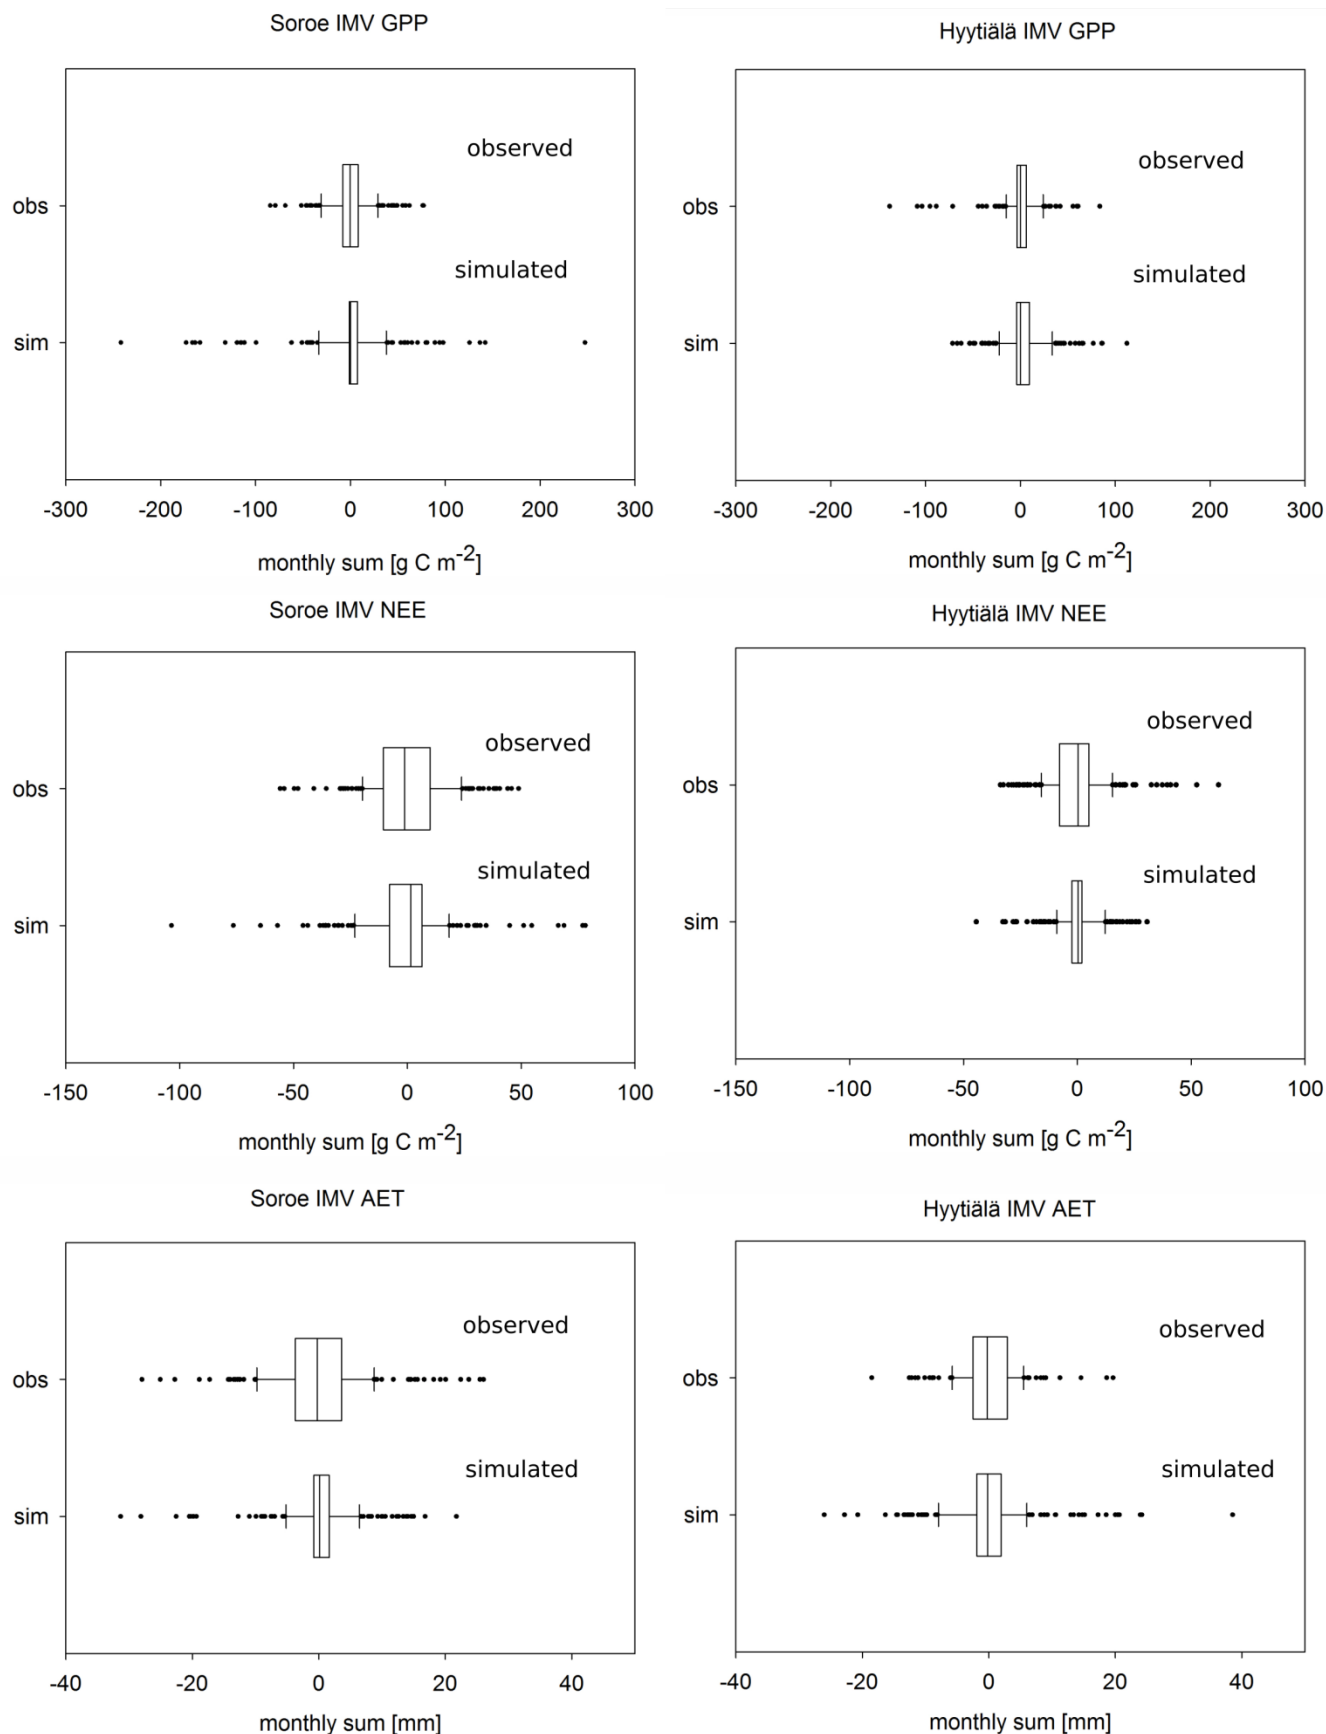 Soroe IMV GPP
observed
obs
simulated
sim
-300 -200 -100 0 100 200 300
monthly sum [g C m-2]
Hyytiälä IMV GPP
observed
obs
simulated
sim
-300 -200 -100 0 100 200 300
monthly sum [g C m-2]
Soroe IMV NEE
observed
obs
simulated
sim
-150 -100 -50 0 50 100
monthly sum [g C m-2]
Hyytiälä IMV NEE
observed
obs
simulated
sim
-150 -100 -50 0 50 100
monthly sum [g C m-2]
Soroe IMV AET
observed
obs
simulated
sim
-40 -20 0 20 40
monthly sum [mm]
Hyytiälä IMV AET
observed
obs
simulated
sim
-40 -20 0 20 40
monthly sum [mm]